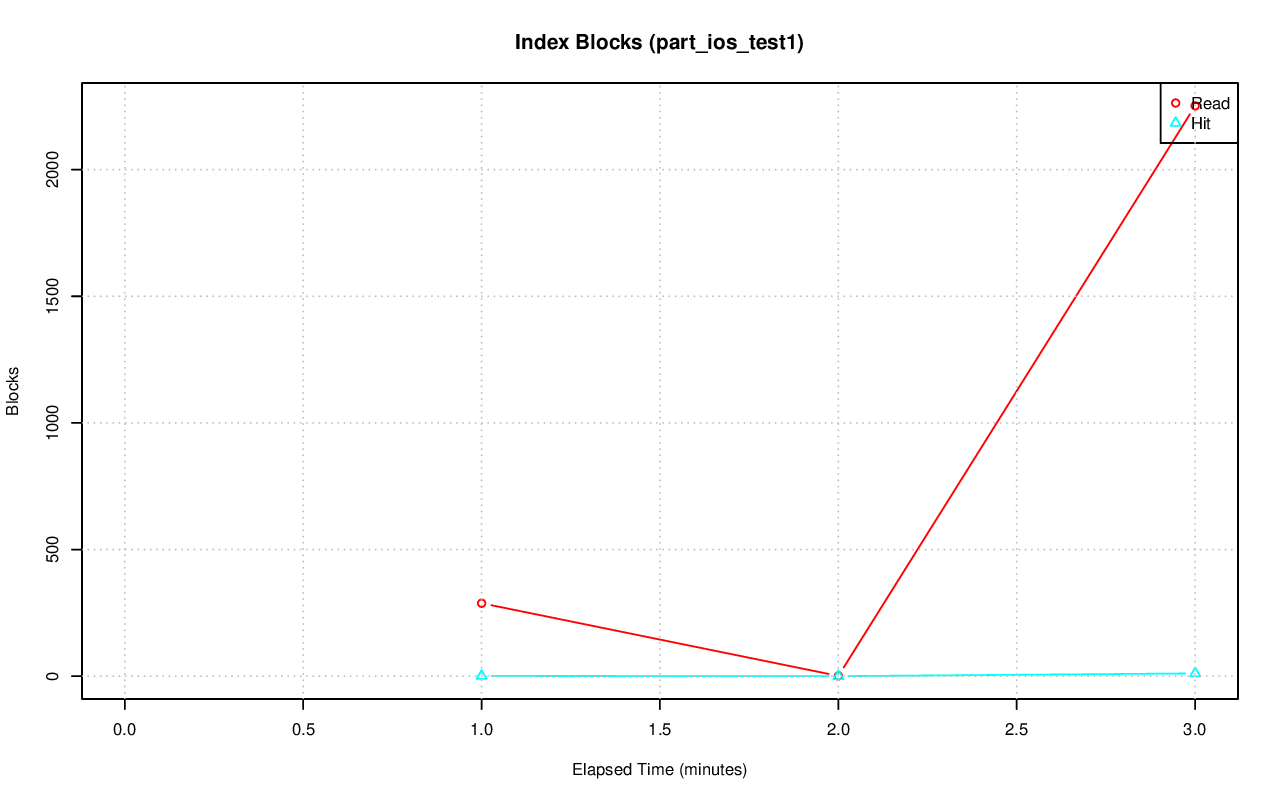 Index Blocks (part_ios_test1)
Read
Hit
2000
1500
1000
500
0
Blocks
0.0 0.5 1.0 1.5 2.0 2.5 3.0
Elapsed Time (minutes)